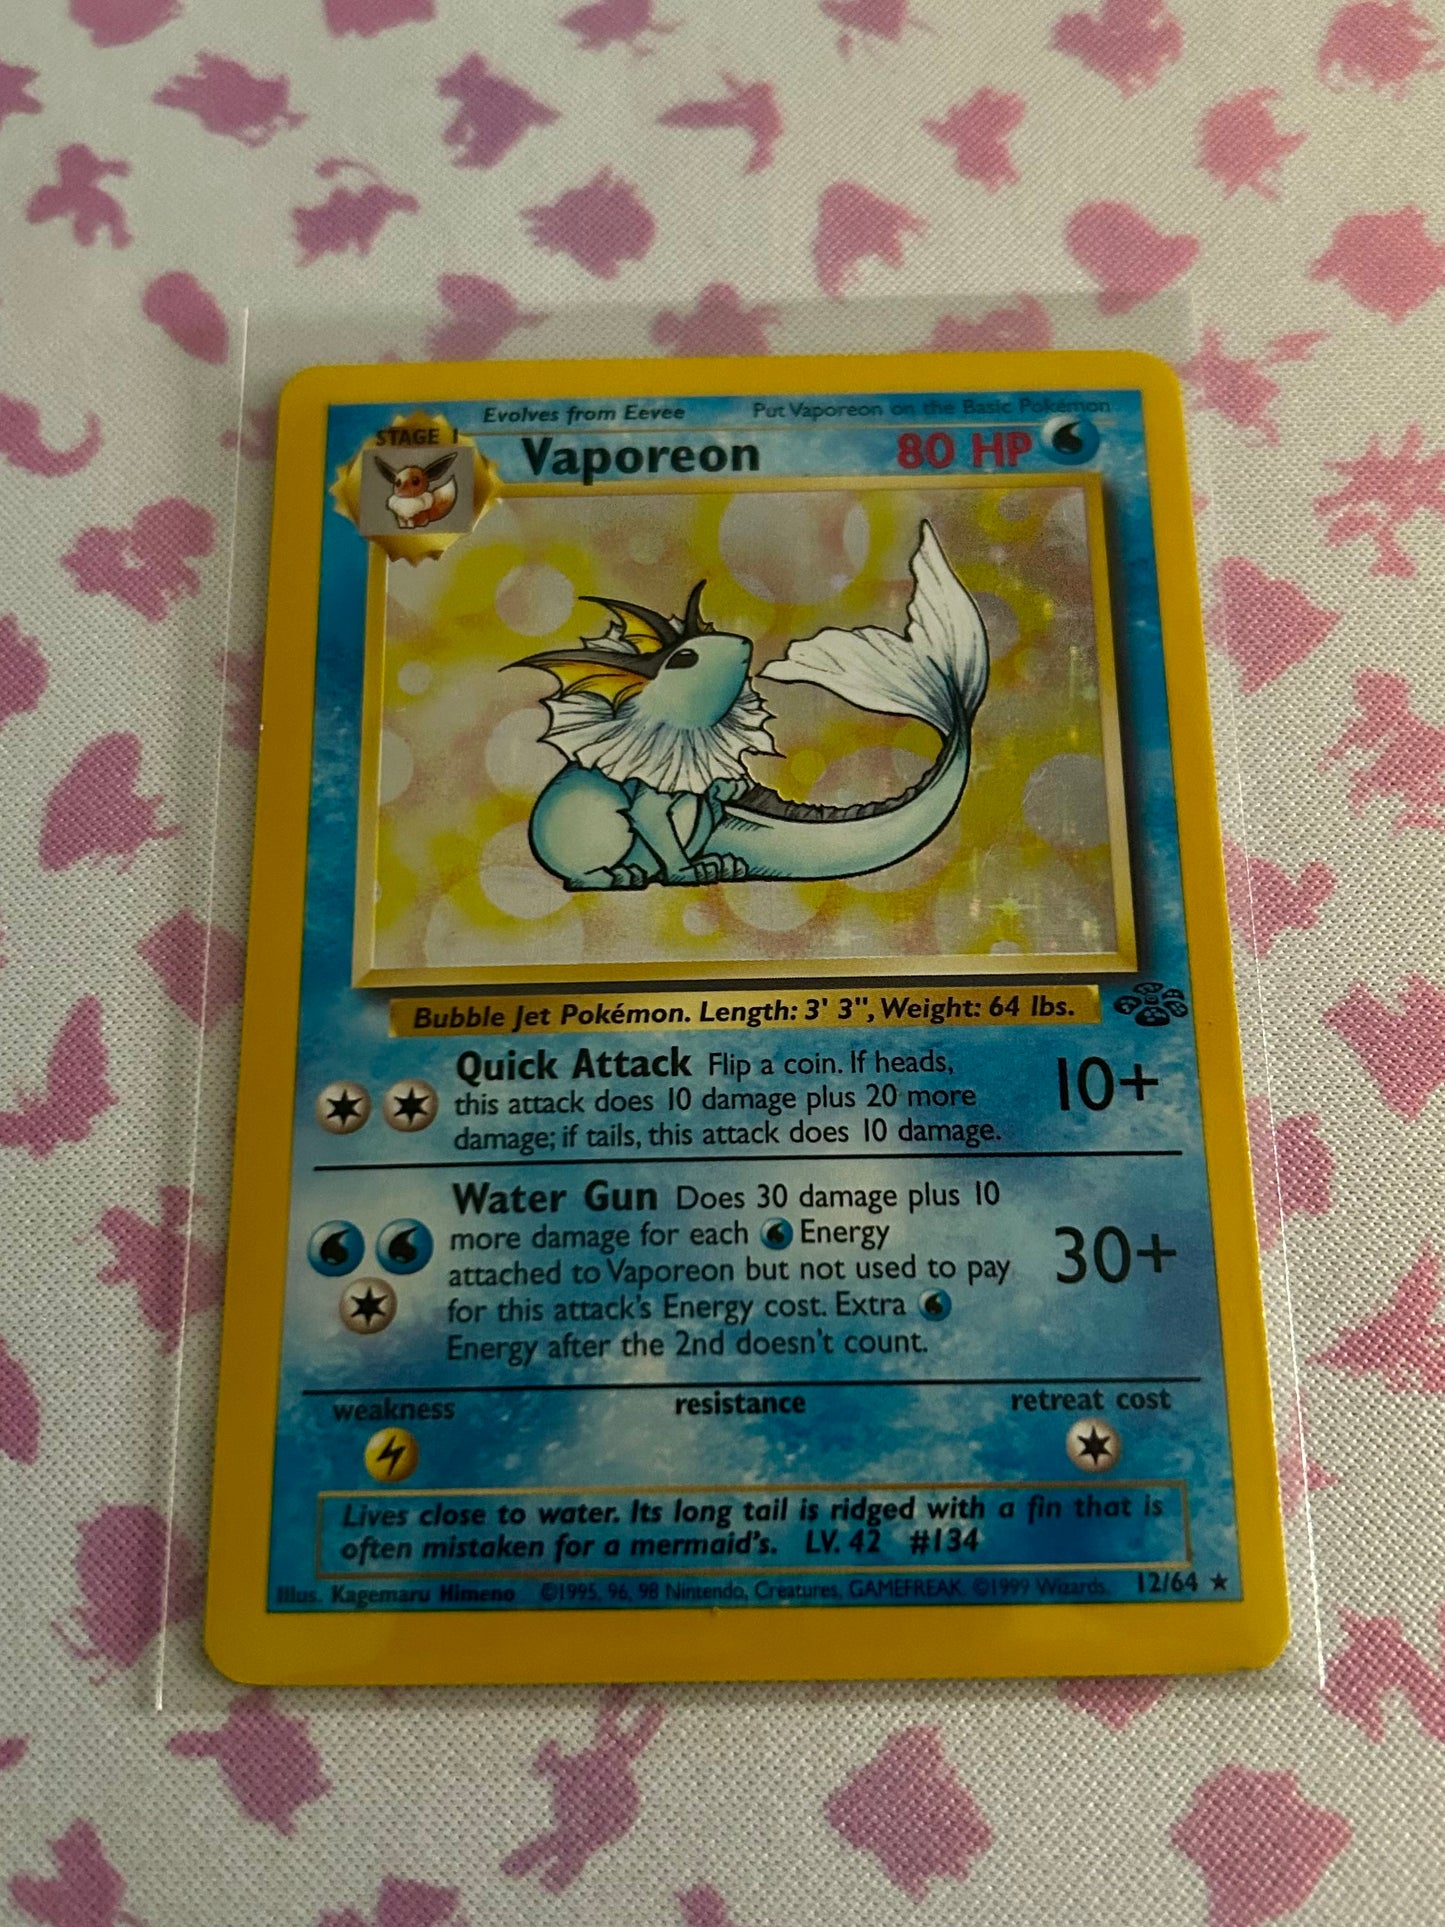 Evolves from Eevee Put Vaporeon on the Basic Pokémon
STAGE 1
Vaporeon 80 HP
Bubble Jet Pokémon. Length: 3' 3", Weight: 64 lbs.
Quick Attack Flip a coin. If heads,
this attack does 10 damage plus 20 more
damage; if tails, this attack does 10 damage.
10+
Water Gun Does 30 damage plus 10
more damage for each Energy
attached to Vaporeon but not used to pay
for this attack's Energy cost. Extra
Energy after the 2nd doesn't count.
30+
weakness resistance retreat cost
Lives close to water. Its long tail is ridged with a fin that is
often mistaken for a mermaid's. LV. 42 #134
Illus. Kagemaru Himeno ©1995, 96, 98 Nintendo, Creatures, GAMEFREAK. ©1999 Wizards. 12/64 ★